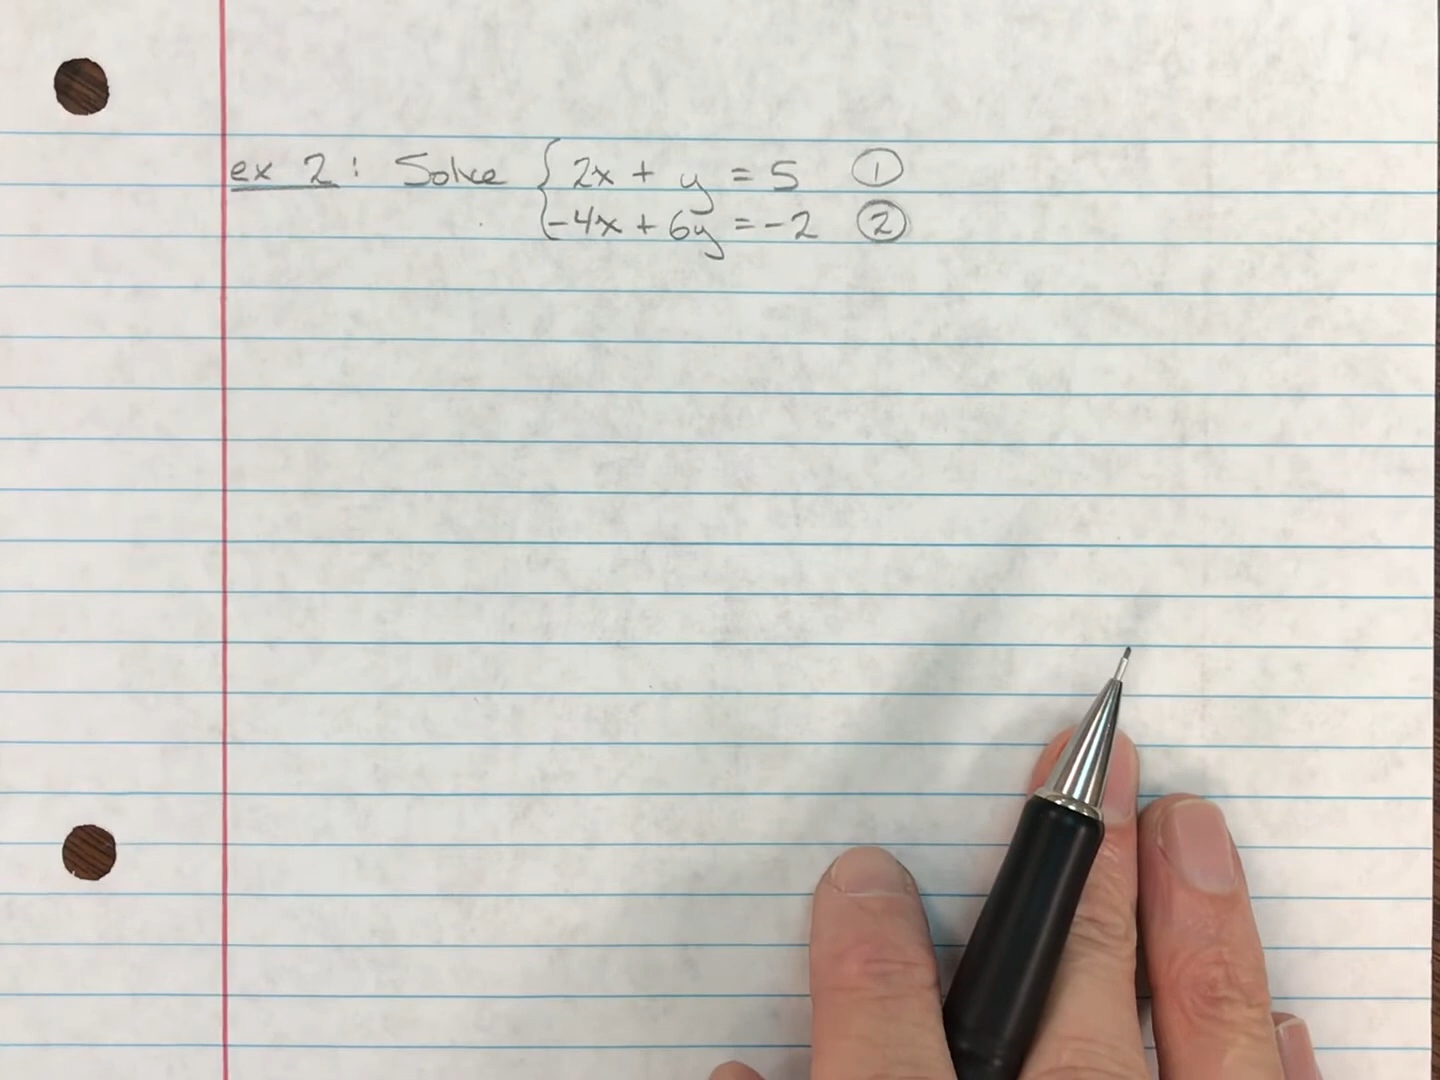 ex 2: Solve { 2x + y = 5 ①
-4x + 6y = -2 ②